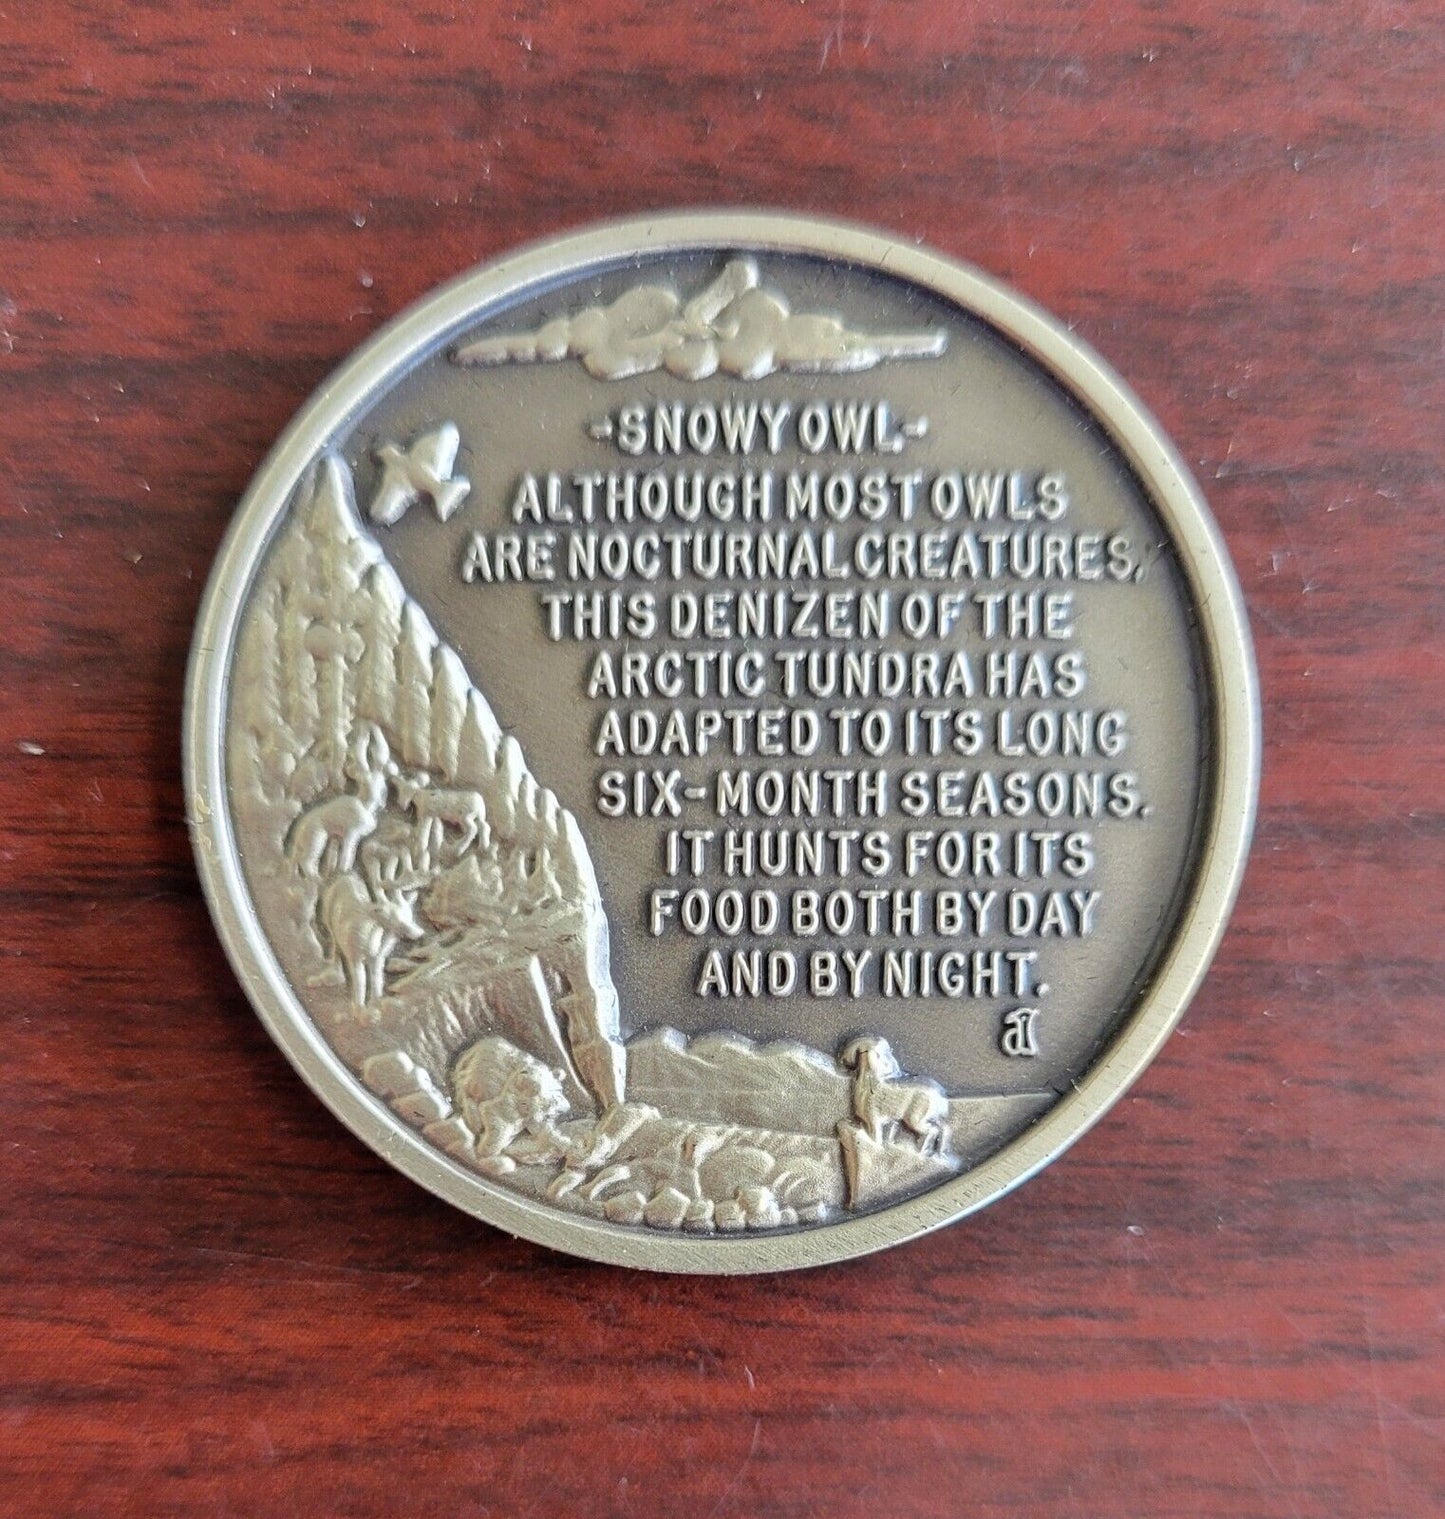 -SNOWY OWL-
ALTHOUGH MOST OWLS
ARE NOCTURNAL CREATURES,
THIS DENIZEN OF THE
ARCTIC TUNDRA HAS
ADAPTED TO ITS LONG
SIX-MONTH SEASONS.
IT HUNTS FOR ITS
FOOD BOTH BY DAY
AND BY NIGHT.